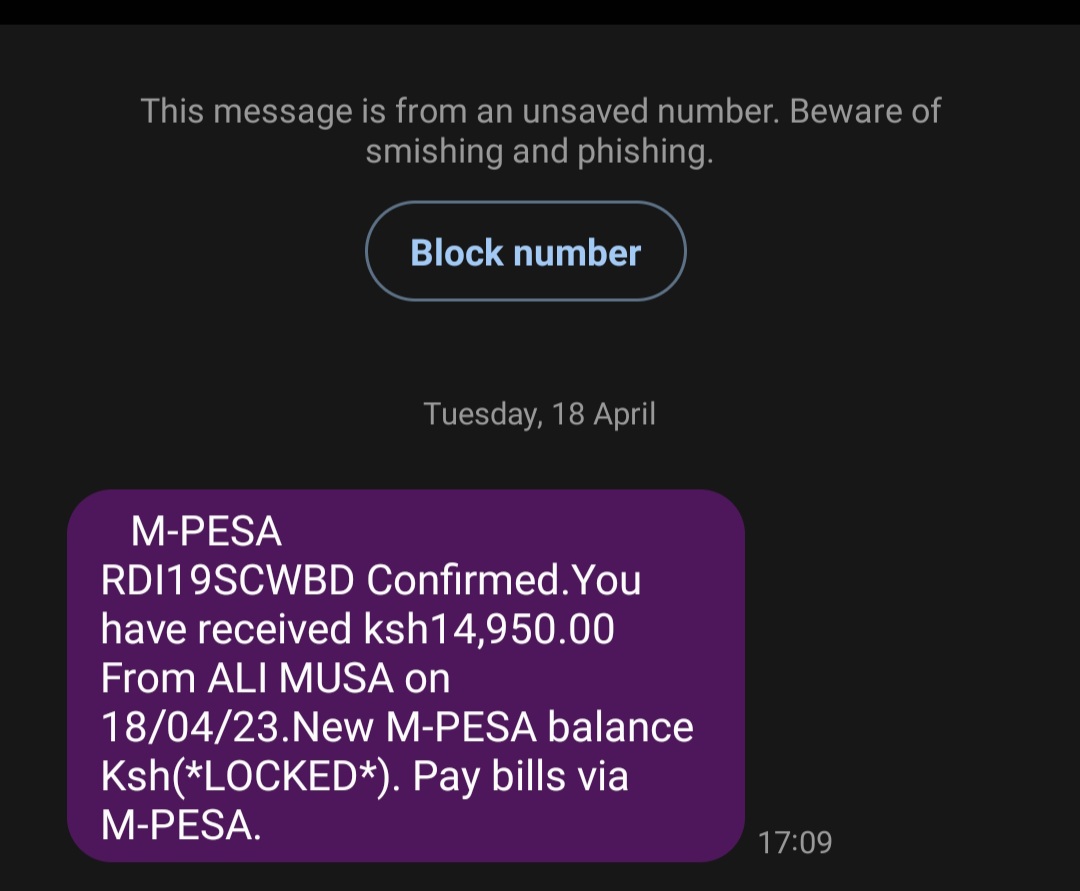 This message is from an unsaved number. Beware of
smishing and phishing.
Block number
Tuesday, 18 April
M-PESA
RDI19SCWBD Confirmed.You
have received ksh14,950.00
From ALI MUSA on
18/04/23.New M-PESA balance
Ksh(*LOCKED*). Pay bills via
M-PESA.
17:09